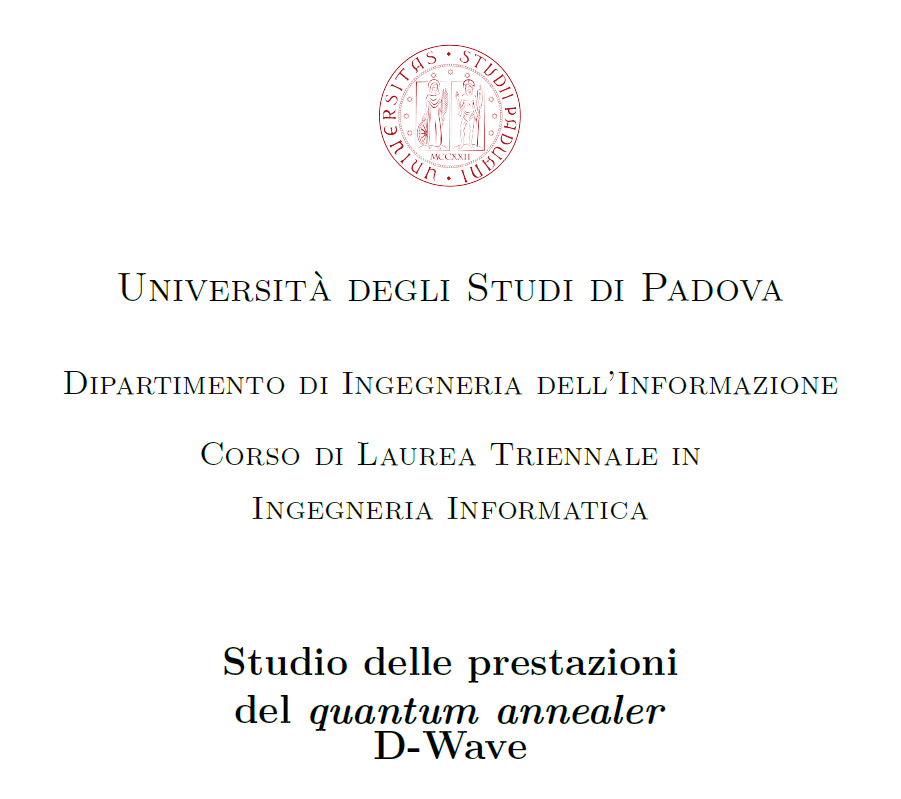 UNIVERSITAS STUDII PADUANI
MCCXXII
Università degli Studi di Padova
Dipartimento di Ingegneria dell'Informazione
Corso di Laurea Triennale in
Ingegneria Informatica
Studio delle prestazioni
del quantum annealer
D-Wave